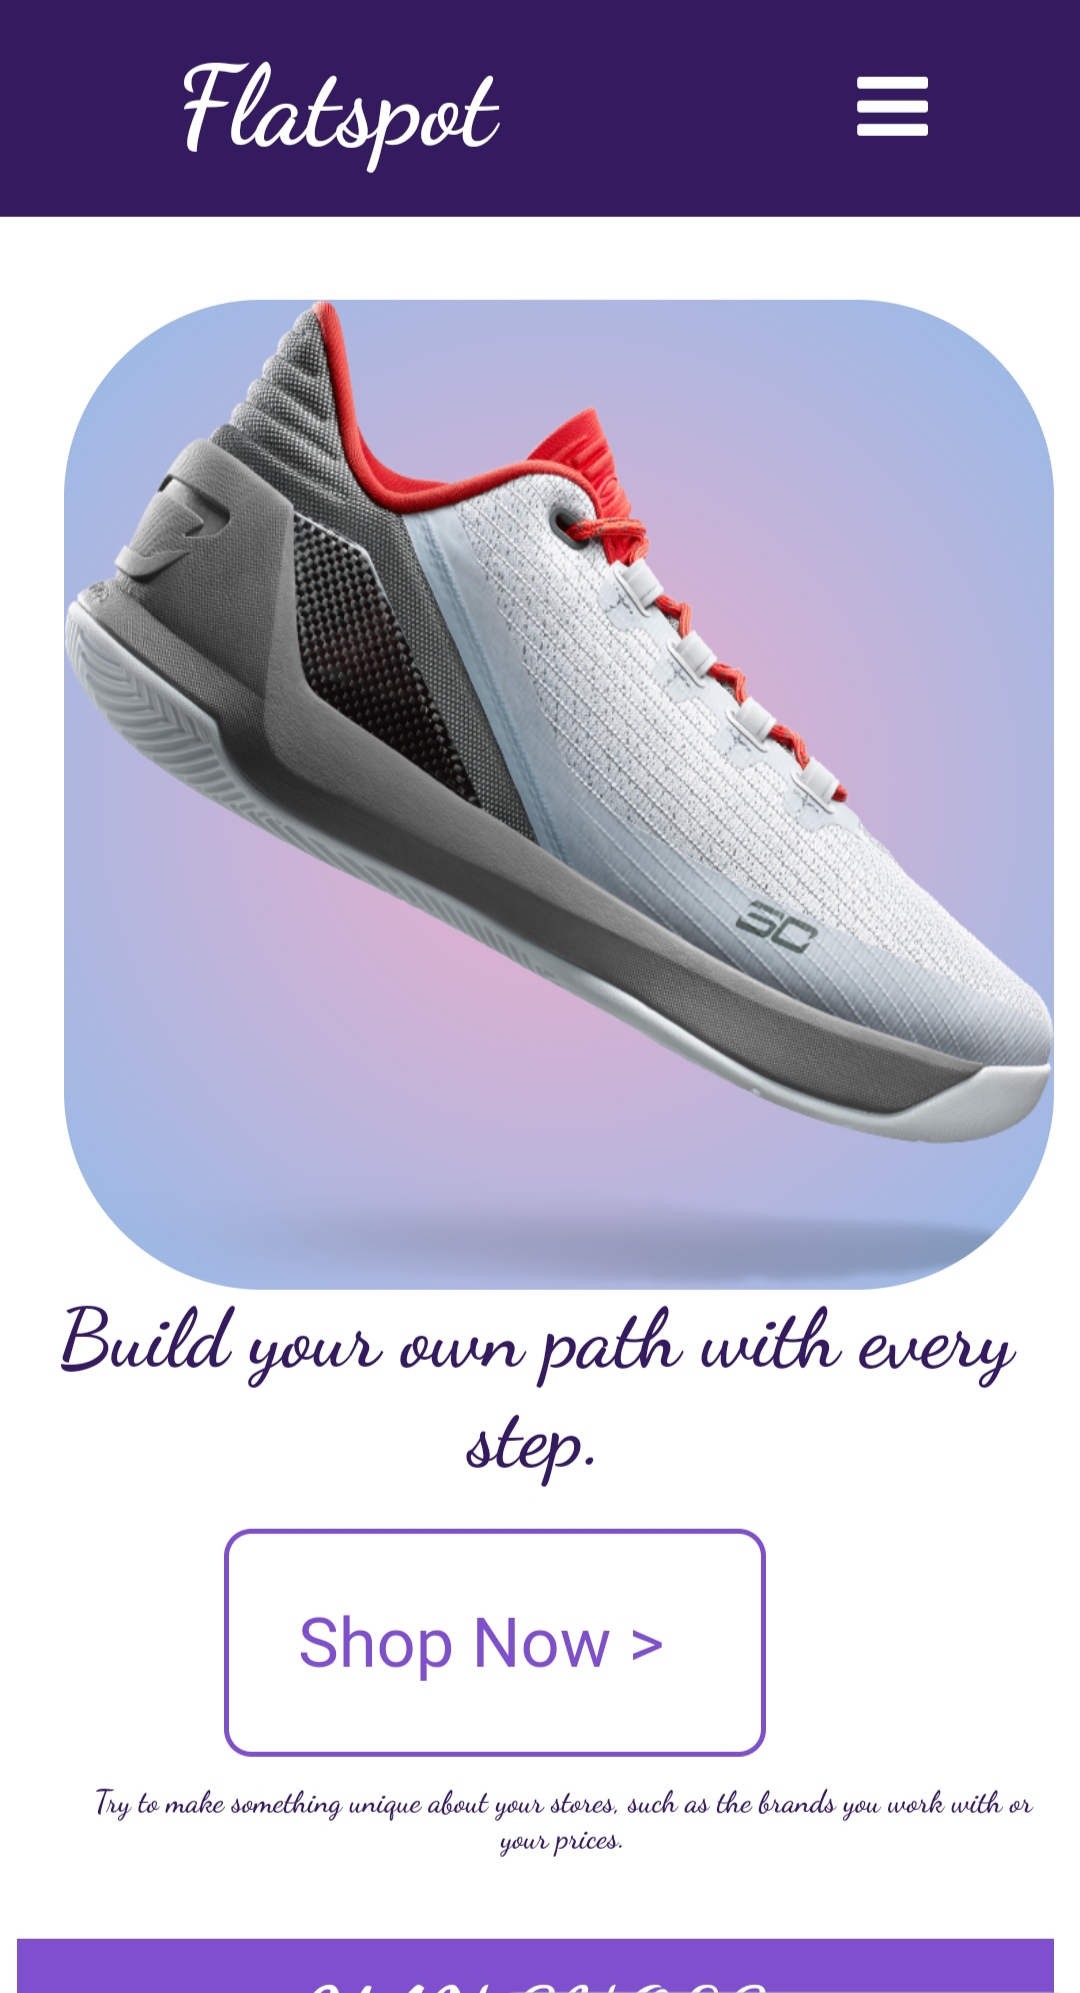 Flatspot
SC
Build your own path with every
step.
Shop Now >
Try to make something unique about your stores, such as the brands you work with or
your prices.